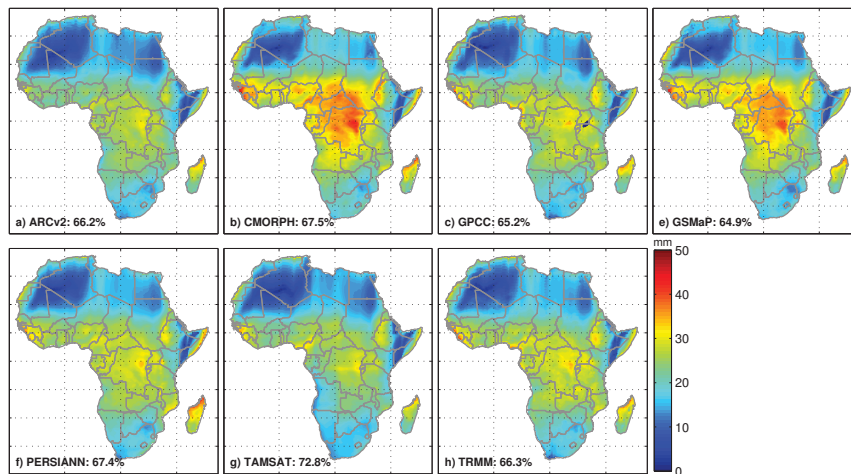 a) ARCv2: 66.2%
b) CMORPH: 67.5%
c) GPCC: 65.2%
e) GSMaP: 64.9%
mm
50
40
30
20
10
0
f) PERSIANN: 67.4%
g) TAMSAT: 72.8%
h) TRMM: 66.3%